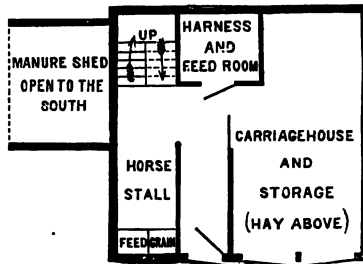 UP
HARNESS
AND
FEED ROOM
MANURE SHED
OPEN TO THE
SOUTH
CARRIAGEHOUSE
AND
STORAGE
(HAY ABOVE)
HORSE
STALL
FEED GRAIN